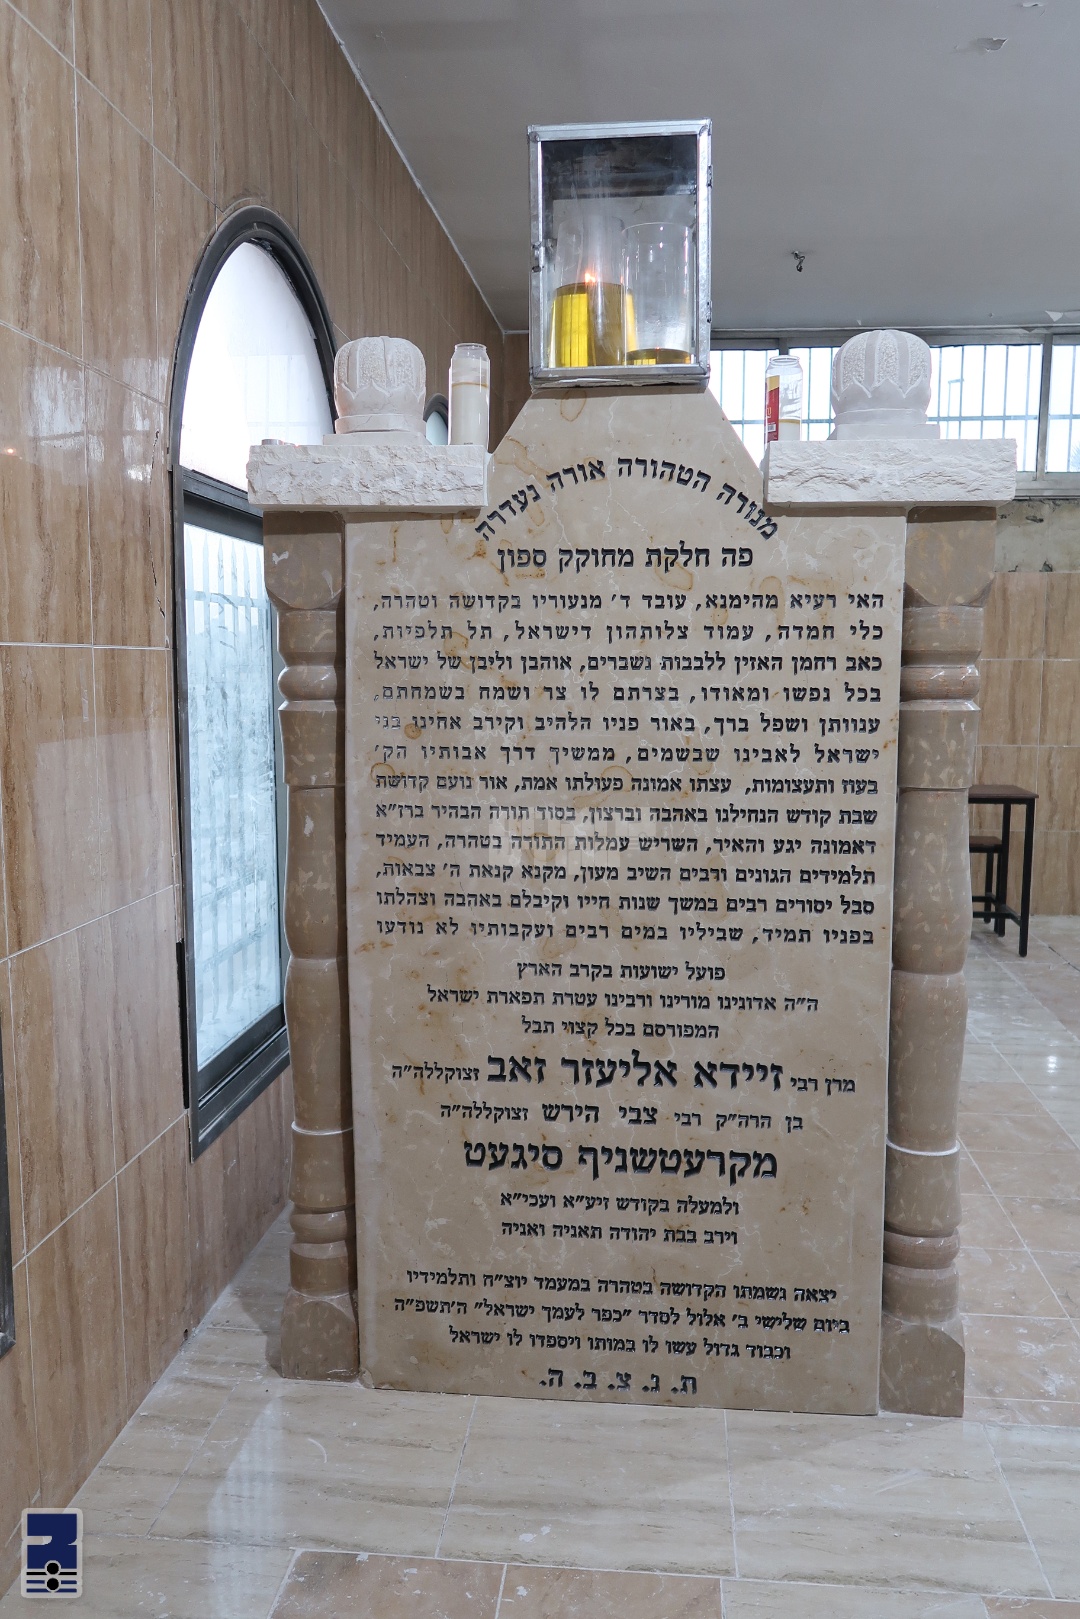 מנורה הטהורה אורה נעדרה
פה חלקת מחוקק ספון
האי רעיא מהימנא, עובד ד׳ מנעוריו בקדושה וטהרה,
כלי חמדה, עמוד צלותהון דישראל, תל תלפיות,
כאב רחמן האזין ללבבות נשברים, אוהבן וליבן של ישראל
בכל נפשו ומאודו, בצרתם לו צר ושמח בשמחתם,
ענוותן ושפל ברך, באור פניו הלהיב וקירב אחינו בני
ישראל לאבינו שבשמים, ממשיך דרך אבותיו הק׳
בעוז ותעצומות, עצתו אמונה פעולתו אמת, אור נועם קדושת
שבת קודש הנחילנו באהבה וברצון, בסוד תורה הבהיר ברז״א
דאמונה יגע והאיר, השריש עמלות התורה בטהרה, העמיד
תלמידים הגונים ורבים השיב מעון, מקנא קנאת ה׳ צבאות,
סבל יסורים רבים במשך שנות חייו וקיבלם באהבה וצהלתו
בפניו תמיד, שביליו במים רבים ועקבותיו לא נודעו
פועל ישועות בקרב הארץ
ה״ה אדונינו מורינו ורבינו עטרת תפארת ישראל
המפורסם בכל קצוי תבל
מרן רבי זיידא אליעזר זאב זצוקללה״ה
בן הרה״ק רבי צבי הירש זצוקללה״ה
מקרעטשניף סיגעט
ולמעלה בקודש זיע״א ועכי״א
וירב בבת יהודה תאניה ואניה
יצאה נשמתו הקדושה בטהרה במעמד יוצ״ח ותלמידיו
ביום שלישי ב׳ אלול לסדר ״כפר לעמך ישראל״ ה׳תשפ״ה
וכבוד גדול עשו לו במותו ויספדו לו ישראל
ת. נ. צ. ב. ה.